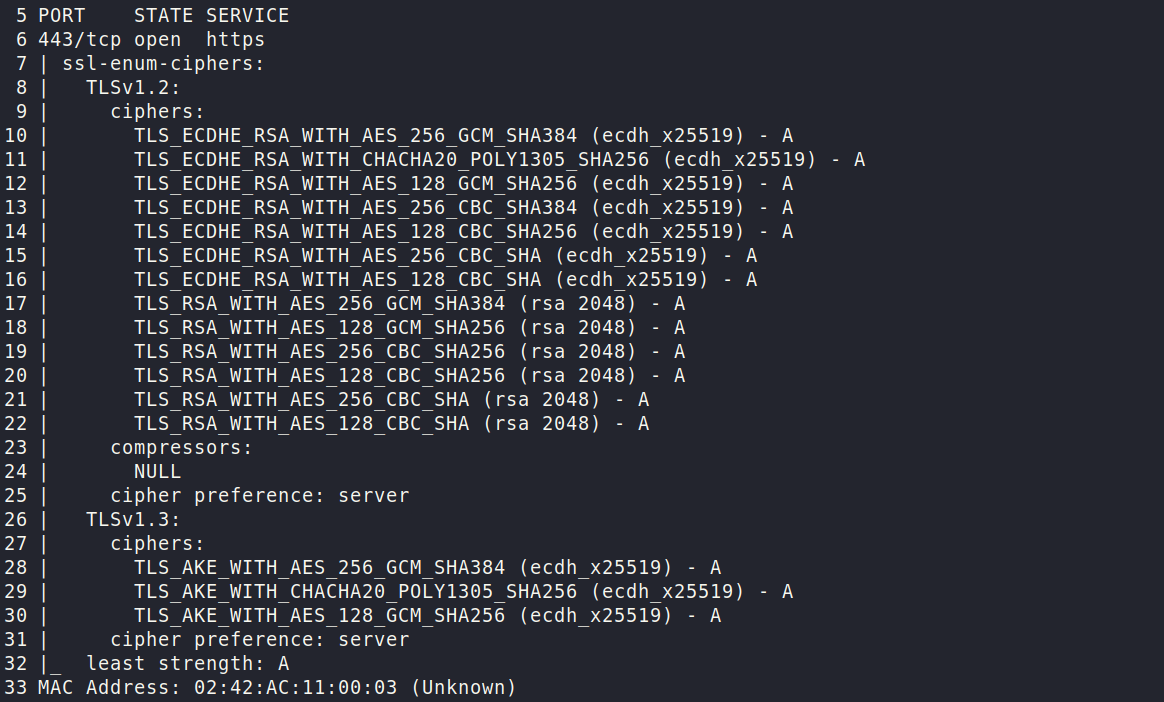 5 PORT    STATE SERVICE
6 443/tcp open  https
7 | ssl-enum-ciphers:
8 |   TLSv1.2:
9 |     ciphers:
10 |       TLS_ECDHE_RSA_WITH_AES_256_GCM_SHA384 (ecdh_x25519) - A
11 |       TLS_ECDHE_RSA_WITH_CHACHA20_POLY1305_SHA256 (ecdh_x25519) - A
12 |       TLS_ECDHE_RSA_WITH_AES_128_GCM_SHA256 (ecdh_x25519) - A
13 |       TLS_ECDHE_RSA_WITH_AES_256_CBC_SHA384 (ecdh_x25519) - A
14 |       TLS_ECDHE_RSA_WITH_AES_128_CBC_SHA256 (ecdh_x25519) - A
15 |       TLS_ECDHE_RSA_WITH_AES_256_CBC_SHA (ecdh_x25519) - A
16 |       TLS_ECDHE_RSA_WITH_AES_128_CBC_SHA (ecdh_x25519) - A
17 |       TLS_RSA_WITH_AES_256_GCM_SHA384 (rsa 2048) - A
18 |       TLS_RSA_WITH_AES_128_GCM_SHA256 (rsa 2048) - A
19 |       TLS_RSA_WITH_AES_256_CBC_SHA256 (rsa 2048) - A
20 |       TLS_RSA_WITH_AES_128_CBC_SHA256 (rsa 2048) - A
21 |       TLS_RSA_WITH_AES_256_CBC_SHA (rsa 2048) - A
22 |       TLS_RSA_WITH_AES_128_CBC_SHA (rsa 2048) - A
23 |     compressors:
24 |       NULL
25 |     cipher preference: server
26 |   TLSv1.3:
27 |     ciphers:
28 |       TLS_AKE_WITH_AES_256_GCM_SHA384 (ecdh_x25519) - A
29 |       TLS_AKE_WITH_CHACHA20_POLY1305_SHA256 (ecdh_x25519) - A
30 |       TLS_AKE_WITH_AES_128_GCM_SHA256 (ecdh_x25519) - A
31 |     cipher preference: server
32 |_  least strength: A
33 MAC Address: 02:42:AC:11:00:03 (Unknown)